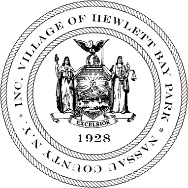 * INC. VILLAGE OF HEWLETT BAY PARK *
NASSAU COUNTY N.Y.
EXCELSIOR
1928